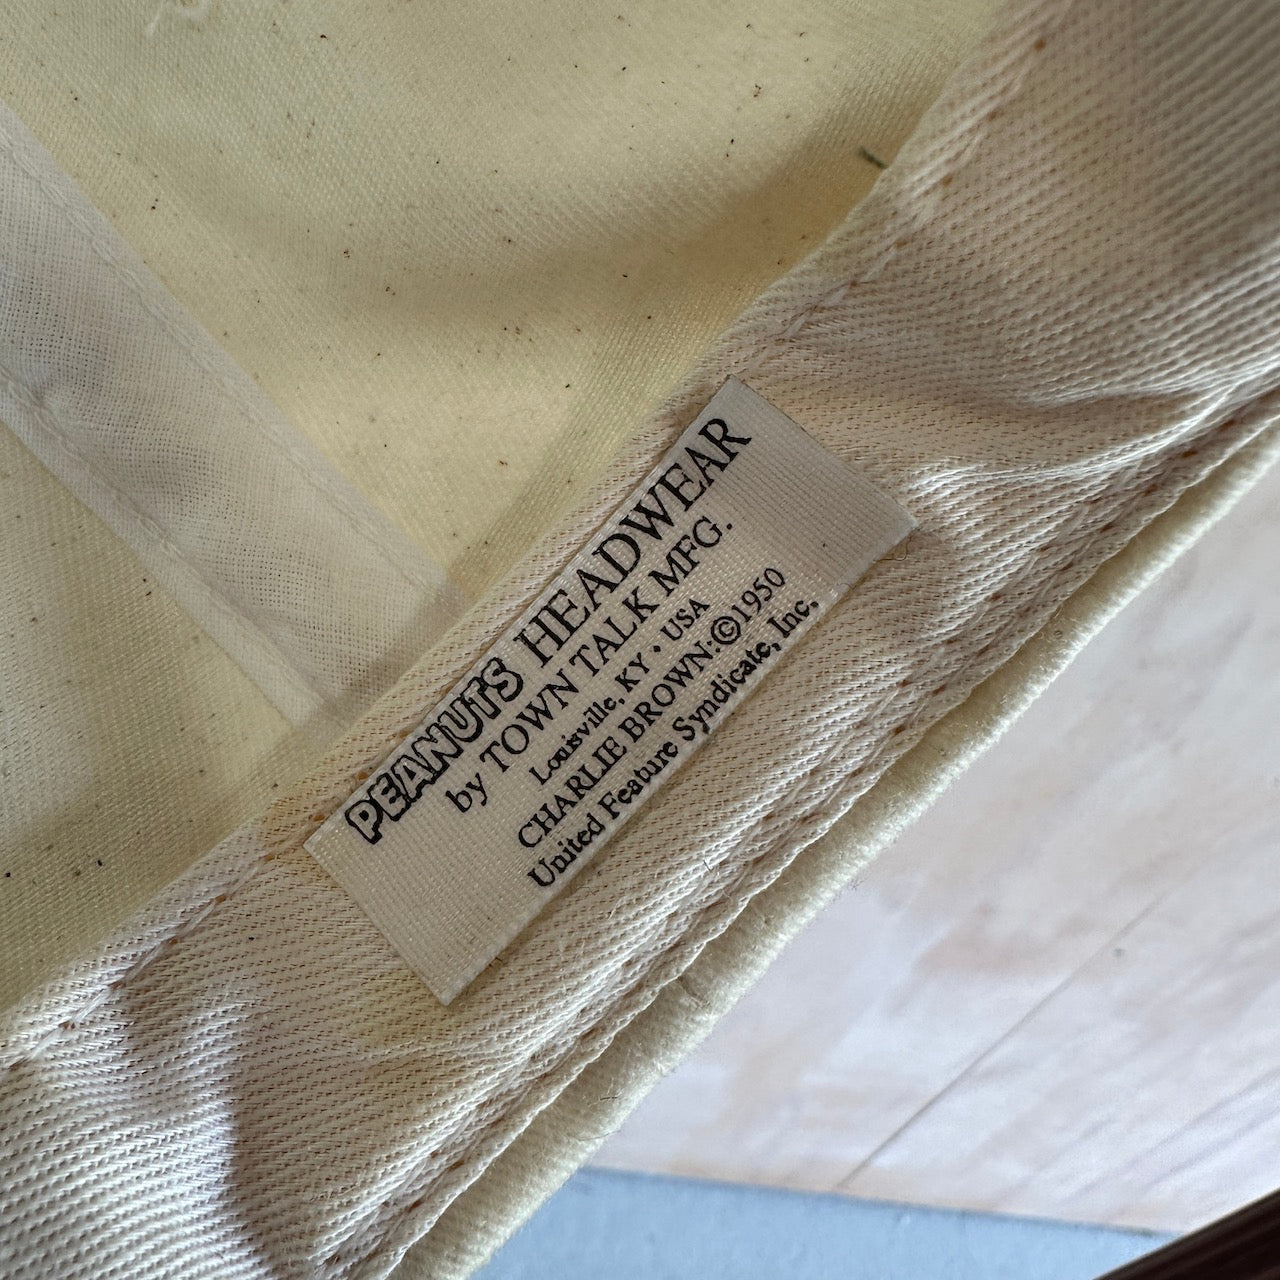 PEANUTS HEADWEAR
by TOWN TALK MFG.
Louisville, KY • USA
CHARLIE BROWN:©1950
United Feature Syndicate, Inc.